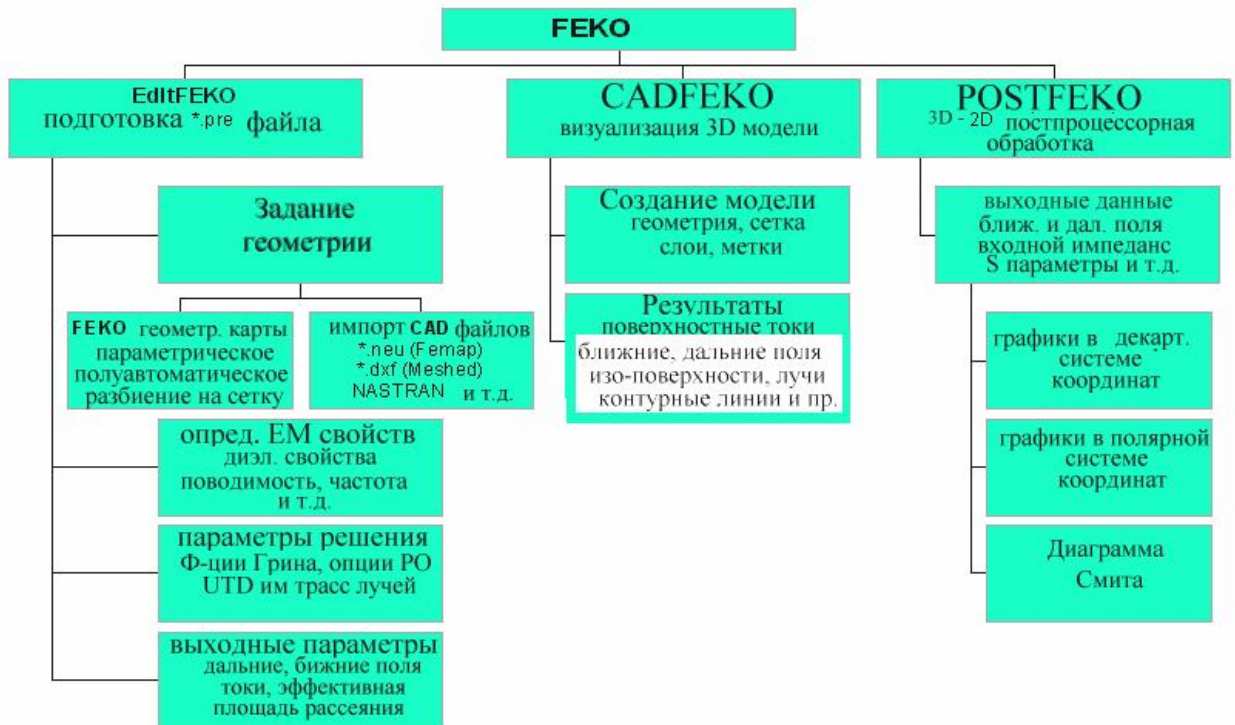 FEKO
EdItFEKO
подготовка *.pre файла
Задание
геометрии
FEKO геометр. карты
параметрическое
полуавтоматическое
разбиение на сетку
импорт CAD файлов
*.neu (Femap)
*.dxf (Meshed)
NASTRAN и т.д.
опред. ЕМ свойств
диэл. свойства
поводимость, частота
и т.д.
параметры решения
Ф-ции Грина, опции РО
UTD им трасс лучей
выходные параметры
дальние, бижние поля
токи, эффективная
площадь рассеяния
CADFEKO
визуализация 3D модели
Создание модели
геометрия, сетка
слои, метки
Результаты
поверхностные токи
ближние, дальние поля
изо-поверхности, лучи
контурные линии и пр.
POSTFEKO
3D - 2D постпроцессорная
обработка
выходные данные
ближ. и дал. поля
входной импеданс
S параметры и т.д.
графики в декарт.
системе
координат
графики в полярной
системе
координат
Диаграмма
Смита